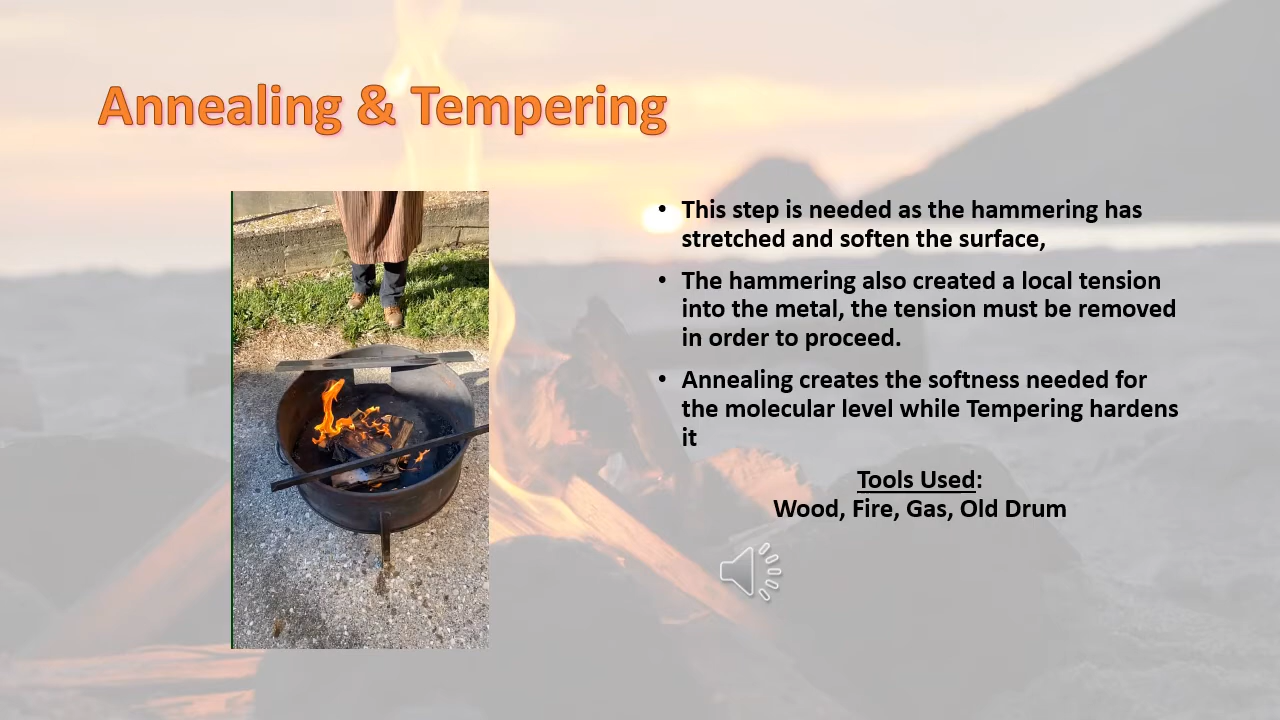 Annealing & Tempering
• This step is needed as the hammering has
stretched and soften the surface,
• The hammering also created a local tension
into the metal, the tension must be removed
in order to proceed.
• Annealing creates the softness needed for
the molecular level while Tempering hardens
it
Tools Used:
Wood, Fire, Gas, Old Drum